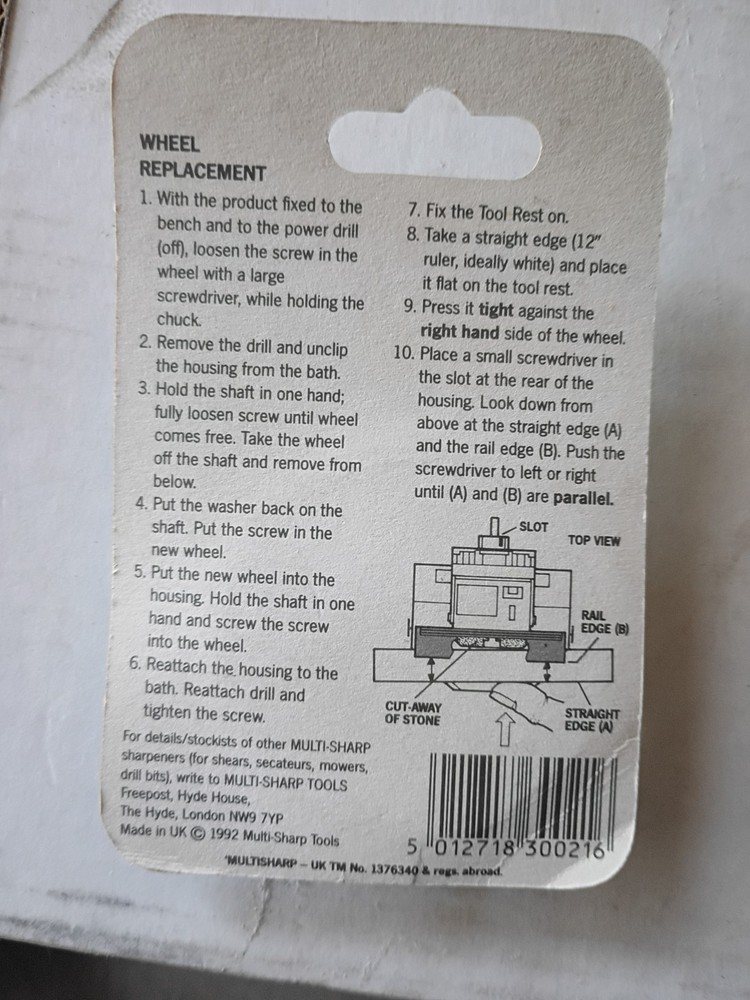 WHEEL
REPLACEMENT
1. With the product fixed to the
bench and to the power drill
(off), loosen the screw in the
wheel with a large
screwdriver, while holding the
chuck.
2. Remove the drill and unclip
the housing from the bath.
3. Hold the shaft in one hand;
fully loosen screw until wheel
comes free. Take the wheel
off the shaft and remove from
below.
4. Put the washer back on the
shaft. Put the screw in the
new wheel.
5. Put the new wheel into the
housing. Hold the shaft in one
hand and screw the screw
into the wheel.
6. Reattach the housing to the
bath. Reattach drill and
tighten the screw.
For details/stockists of other MULTI-SHARP
sharpeners (for shears, secateurs, mowers,
drill bits), write to MULTI-SHARP TOOLS
Freepost, Hyde House,
The Hyde, London NW9 7YP
Made in UK © 1992 Multi-Sharp Tools
7. Fix the Tool Rest on.
8. Take a straight edge (12"
ruler, ideally white) and place
it flat on the tool rest.
9. Press it tight against the
right hand side of the wheel.
10. Place a small screwdriver in
the slot at the rear of the
housing. Look down from
above at the straight edge (A)
and the rail edge (B). Push the
screwdriver to left or right
until (A) and (B) are parallel.
SLOT
TOP VIEW
RAIL
EDGE (B)
CUT-AWAY
OF STONE
STRAIGHT
EDGE (A)
5 012718 300216
*MULTISHARP – UK TM No. 1376340 & regs. abroad.